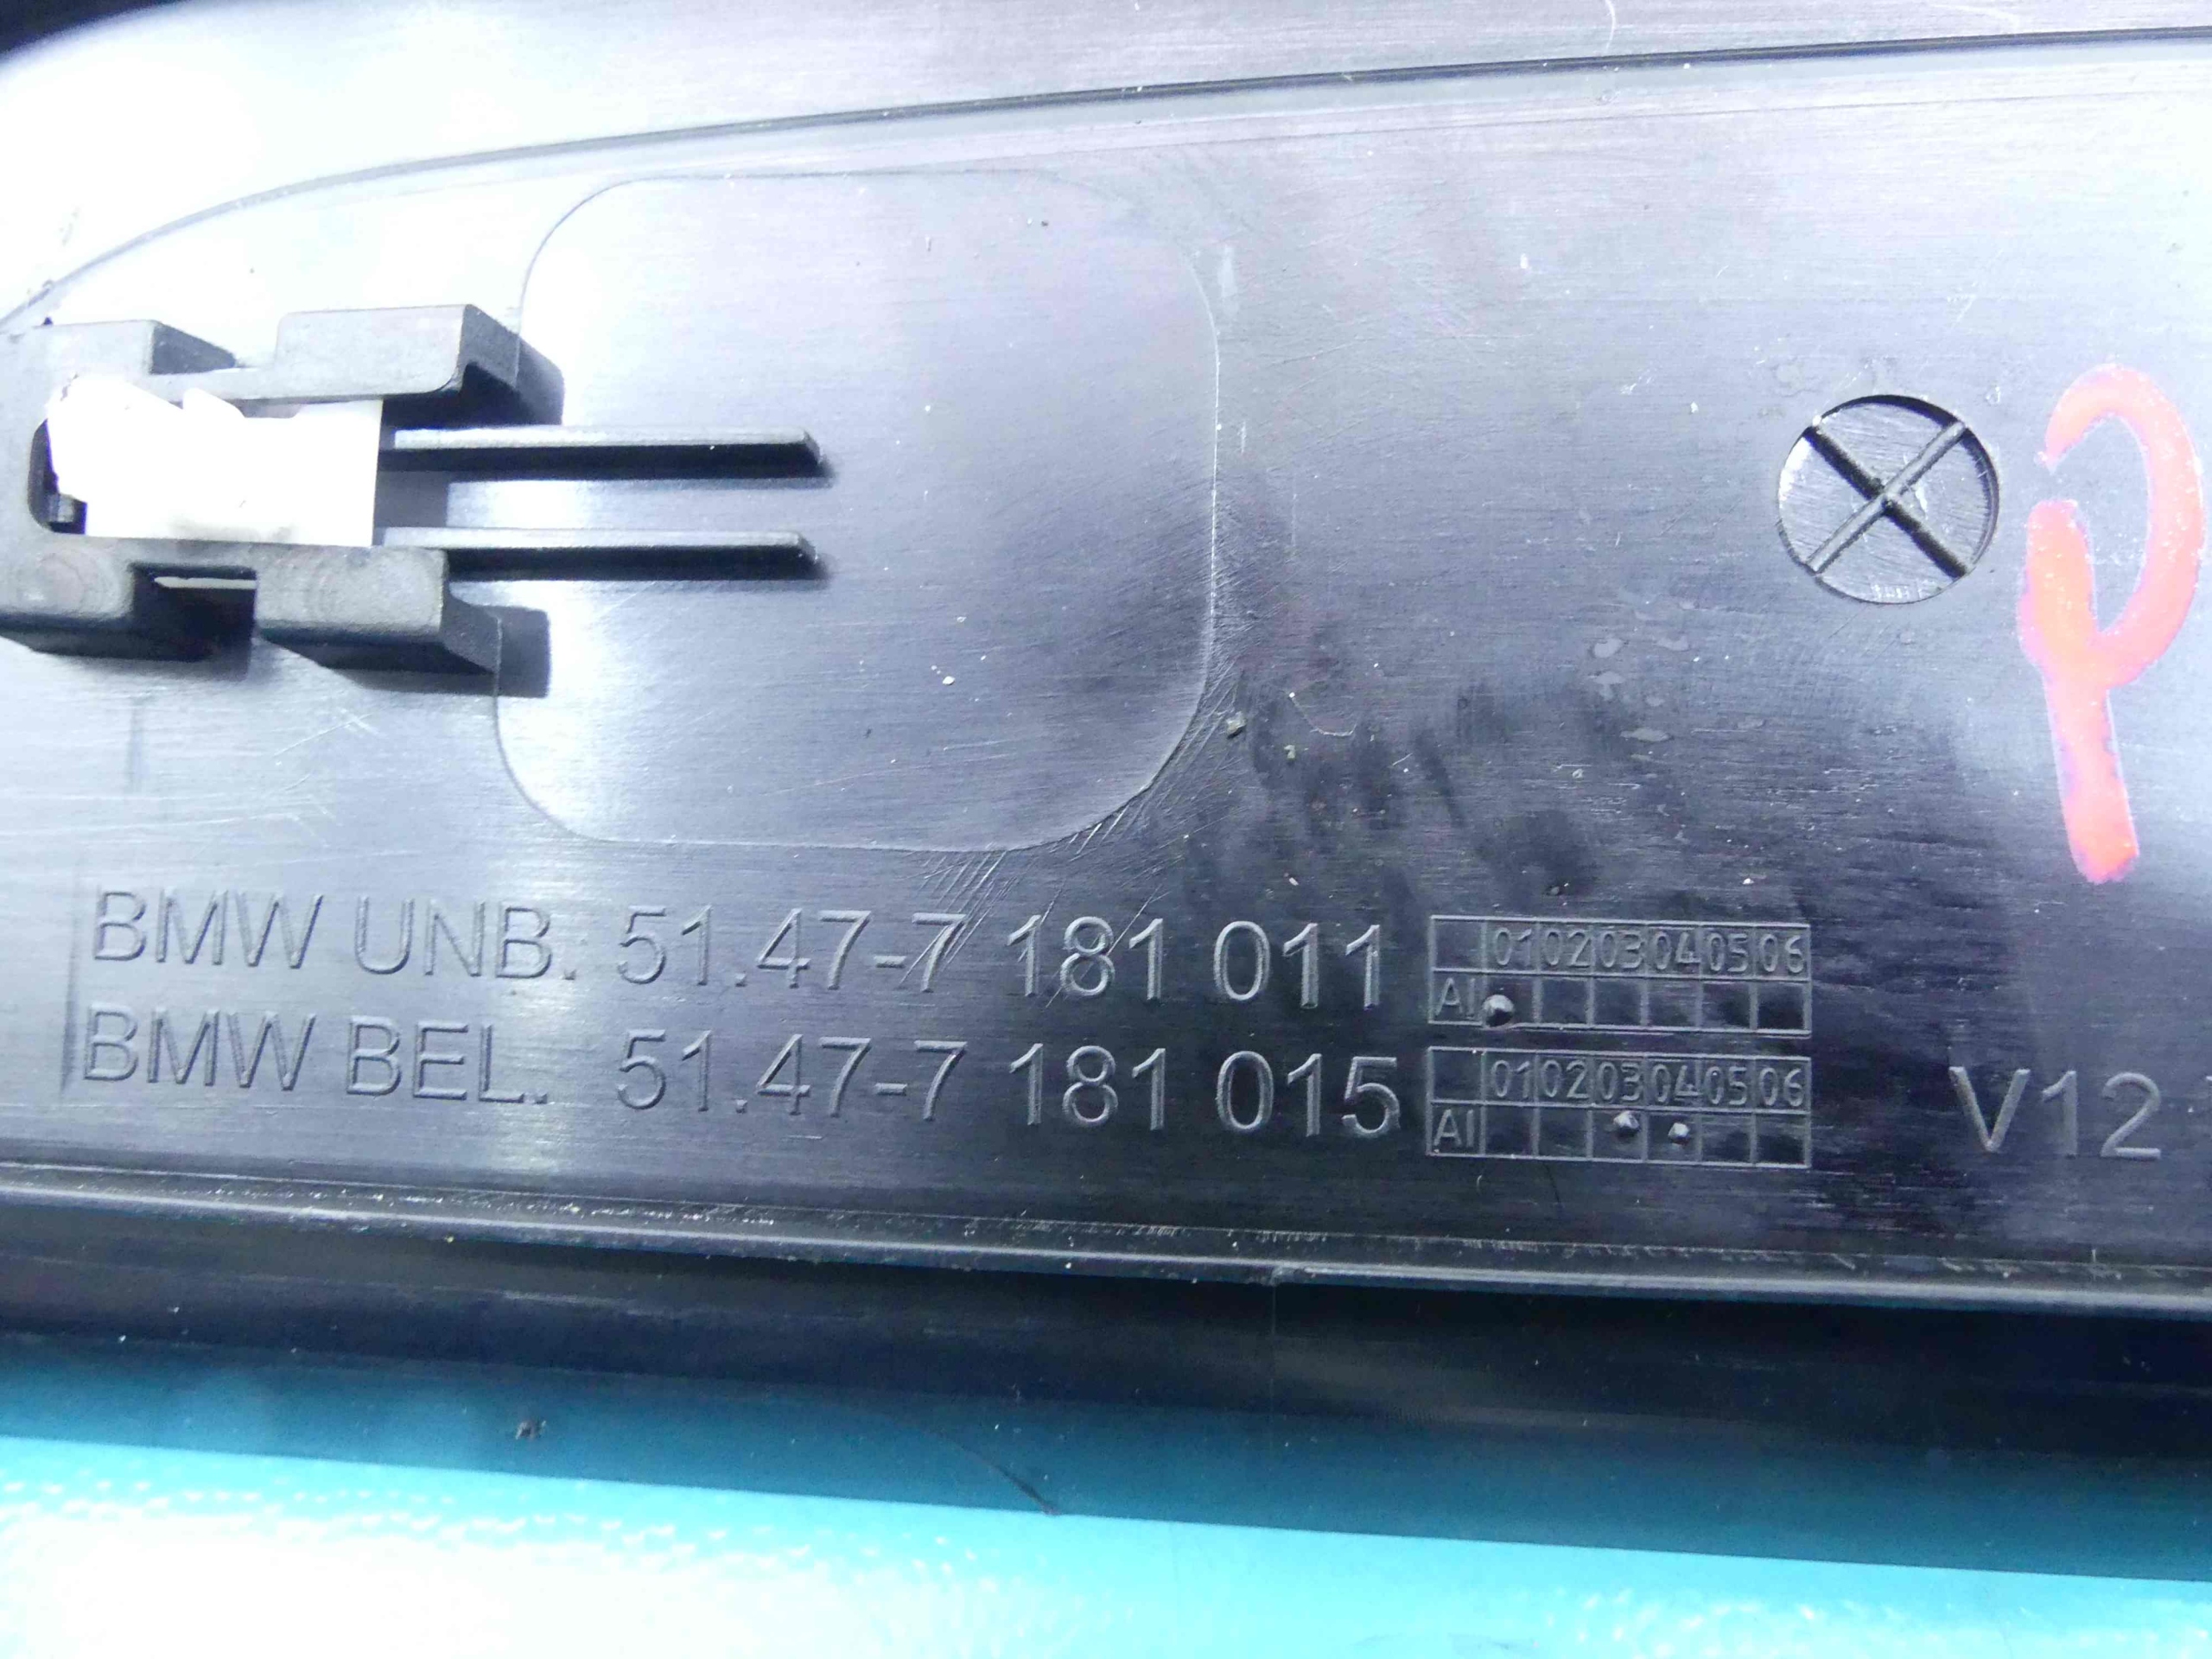 BMW UNB. 51.47-7 181 011
01 02 03 04 05 06
AI
BMW BEL. 51.47-7 181 015
01 02 03 04 05 06
AI
V12
P